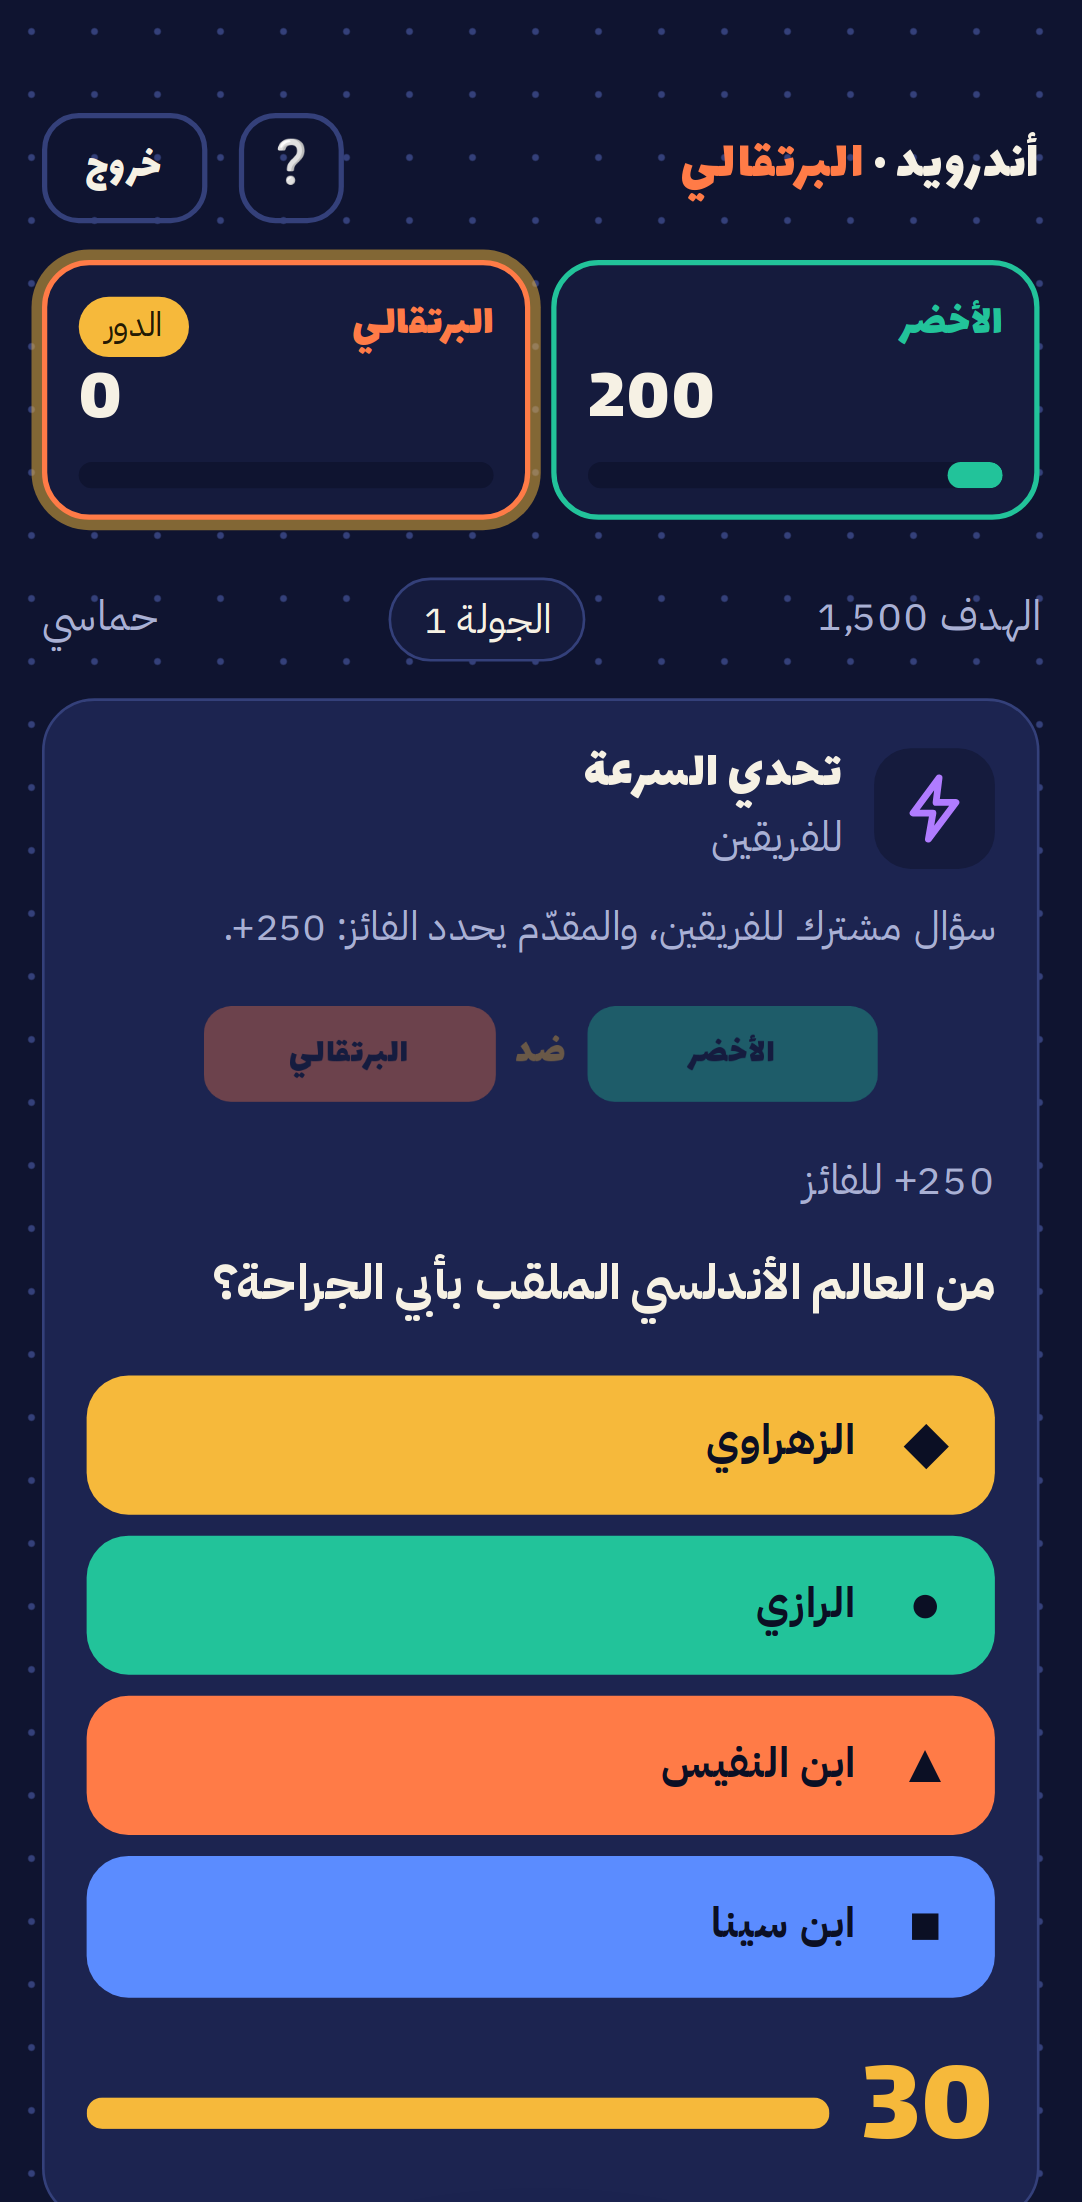 أندرويد · البرتقالي
؟
خروج
الأخضر
200
البرتقالي
الدور
0
الهدف 1,500
الجولة 1
حماسي
تحدي السرعة
للفريقين
سؤال مشترك للفريقين، والمقدّم يحدد الفائز: 250+.
الأخضر
ضد
البرتقالي
250+ للفائز
من العالم الأندلسي الملقب بأبي الجراحة؟
الزهراوي
الرازي
ابن النفيس
ابن سينا
30